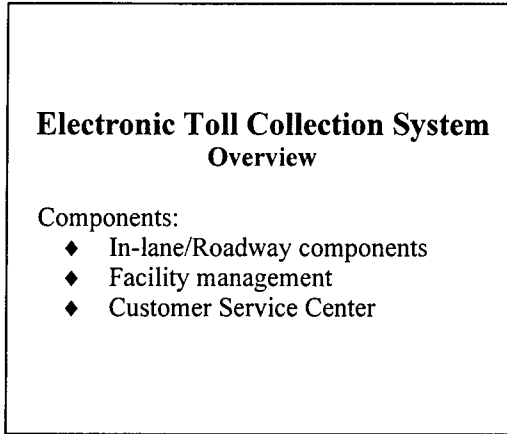 Electronic Toll Collection System
Overview
Components:
♦ In-lane/Roadway components
♦ Facility management
♦ Customer Service Center